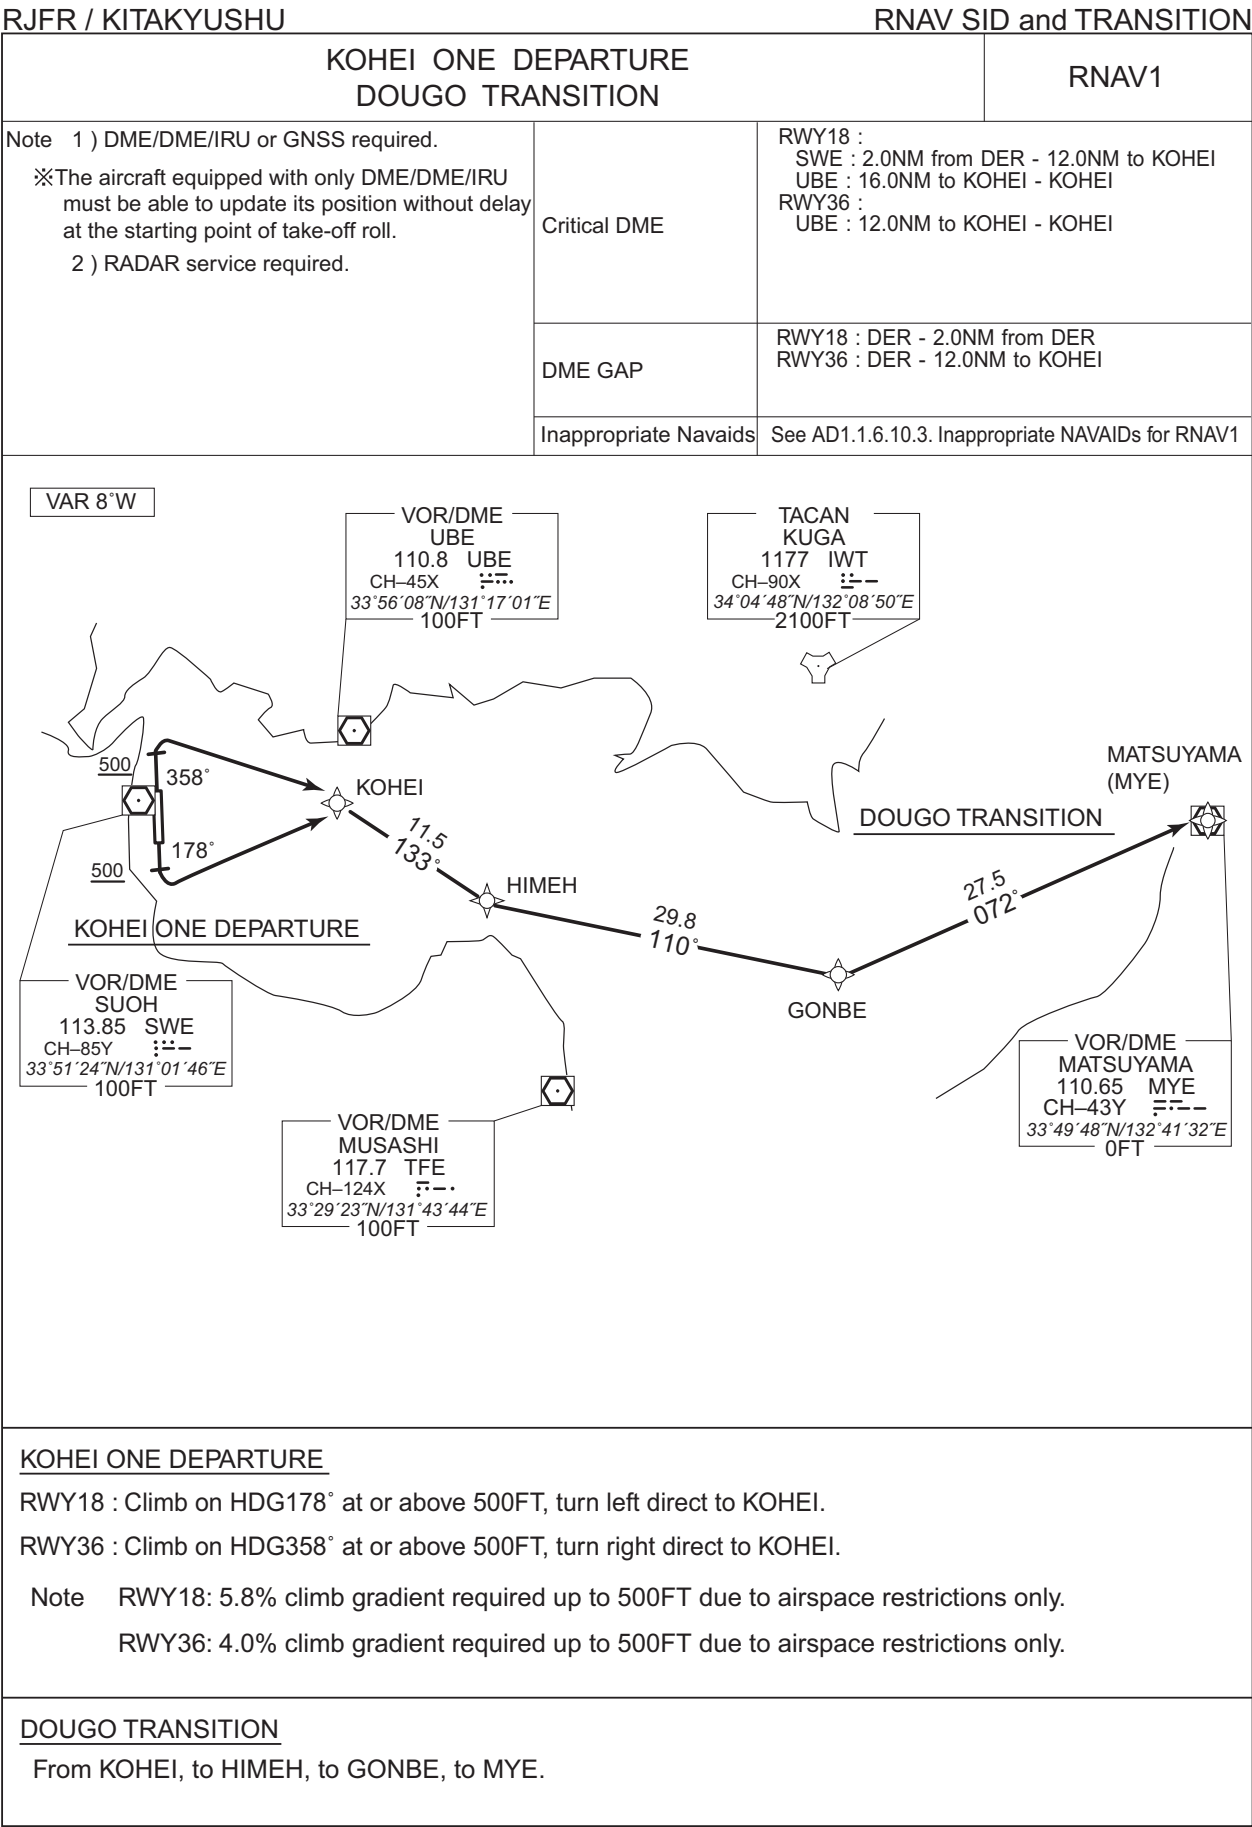 RJFR / KITAKYUSHU
RNAV SID and TRANSITION
KOHEI ONE DEPARTURE
DOUGO TRANSITION
RNAV1
Note 1 ) DME/DME/IRU or GNSS required.
※The aircraft equipped with only DME/DME/IRU
must be able to update its position without delay
at the starting point of take-off roll.
2 ) RADAR service required.
Critical DME
RWY18 :
SWE : 2.0NM from DER - 12.0NM to KOHEI
UBE : 16.0NM to KOHEI - KOHEI
RWY36 :
UBE : 12.0NM to KOHEI - KOHEI
DME GAP
RWY18 : DER - 2.0NM from DER
RWY36 : DER - 12.0NM to KOHEI
Inappropriate Navaids
See AD1.1.6.10.3. Inappropriate NAVAIDs for RNAV1
VAR 8˚W
VOR/DME
UBE
110.8 UBE
CH–45X
33˚56´08˝N/131˚17´01˝E
100FT
TACAN
KUGA
1177 IWT
CH–90X
34˚04´48˝N/132˚08´50˝E
2100FT
500
358˚
KOHEI
MATSUYAMA
(MYE)
DOUGO TRANSITION
178˚
500
11.5
133˚
HIMEH
27.5
072˚
29.8
110˚
KOHEI ONE DEPARTURE
GONBE
VOR/DME
SUOH
113.85 SWE
CH–85Y
33˚51´24˝N/131˚01´46˝E
100FT
VOR/DME
MATSUYAMA
110.65 MYE
CH–43Y
33˚49´48˝N/132˚41´32˝E
0FT
VOR/DME
MUSASHI
117.7 TFE
CH–124X
33˚29´23˝N/131˚43´44˝E
100FT
KOHEI ONE DEPARTURE
RWY18 : Climb on HDG178˚ at or above 500FT, turn left direct to KOHEI.
RWY36 : Climb on HDG358˚ at or above 500FT, turn right direct to KOHEI.
Note RWY18: 5.8% climb gradient required up to 500FT due to airspace restrictions only.
RWY36: 4.0% climb gradient required up to 500FT due to airspace restrictions only.
DOUGO TRANSITION
From KOHEI, to HIMEH, to GONBE, to MYE.